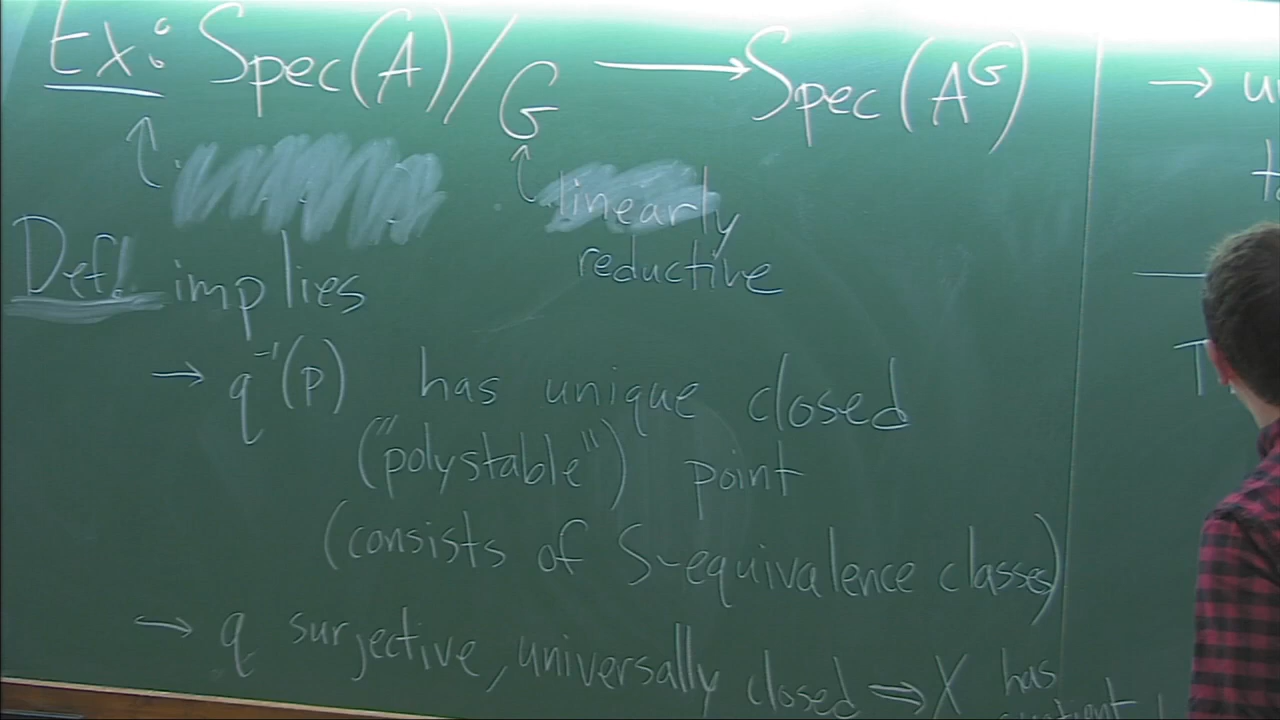 Ex: Spec(A)/G ⟶ Spec(A^G)
linearly
reductive
Def! implies
→ q⁻¹(p) has unique closed
("polystable") point
(consists of S-equivalence classes)
→ q surjective, universally closed ⇒ X has
→